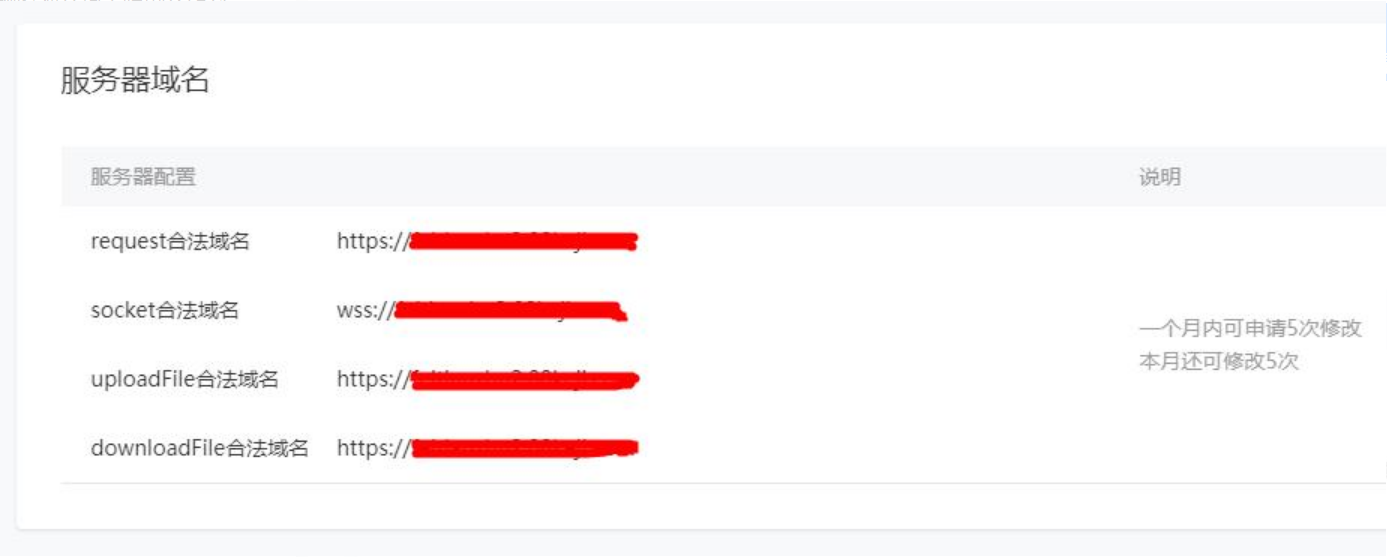 服务器域名
服务器配置 说明
request合法域名 https://
socket合法域名 wss://
一个月内可申请5次修改
本月还可修改5次
uploadFile合法域名 https://
downloadFile合法域名 https://